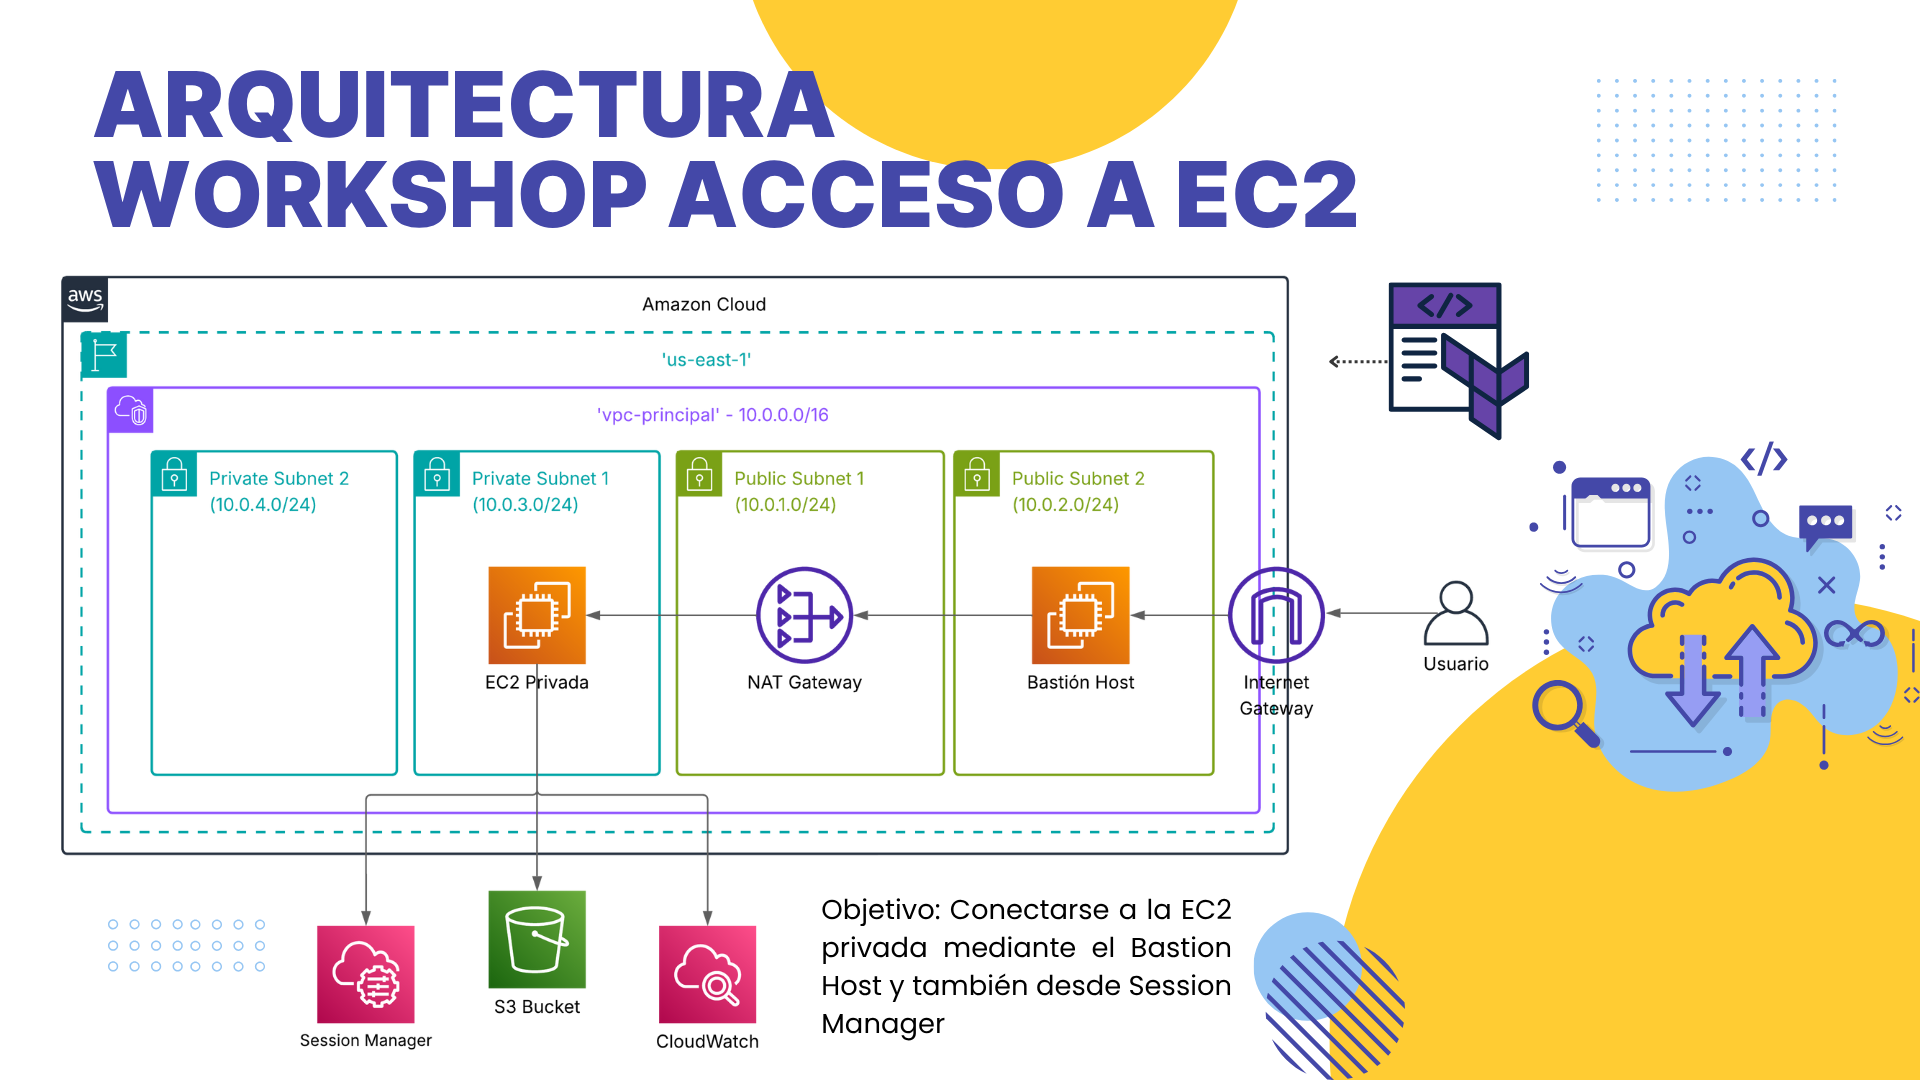 ARQUITECTURA
WORKSHOP ACCESO A EC2
aws
Amazon Cloud
'us-east-1'
'vpc-principal' - 10.0.0.0/16
Private Subnet 2
(10.0.4.0/24)
Private Subnet 1
(10.0.3.0/24)
Public Subnet 1
(10.0.1.0/24)
Public Subnet 2
(10.0.2.0/24)
EC2 Privada
NAT Gateway
Bastión Host
Internet
Gateway
Usuario
</>
</>
Session Manager
S3 Bucket
CloudWatch
Objetivo: Conectarse a la EC2
privada mediante el Bastion
Host y también desde Session
Manager